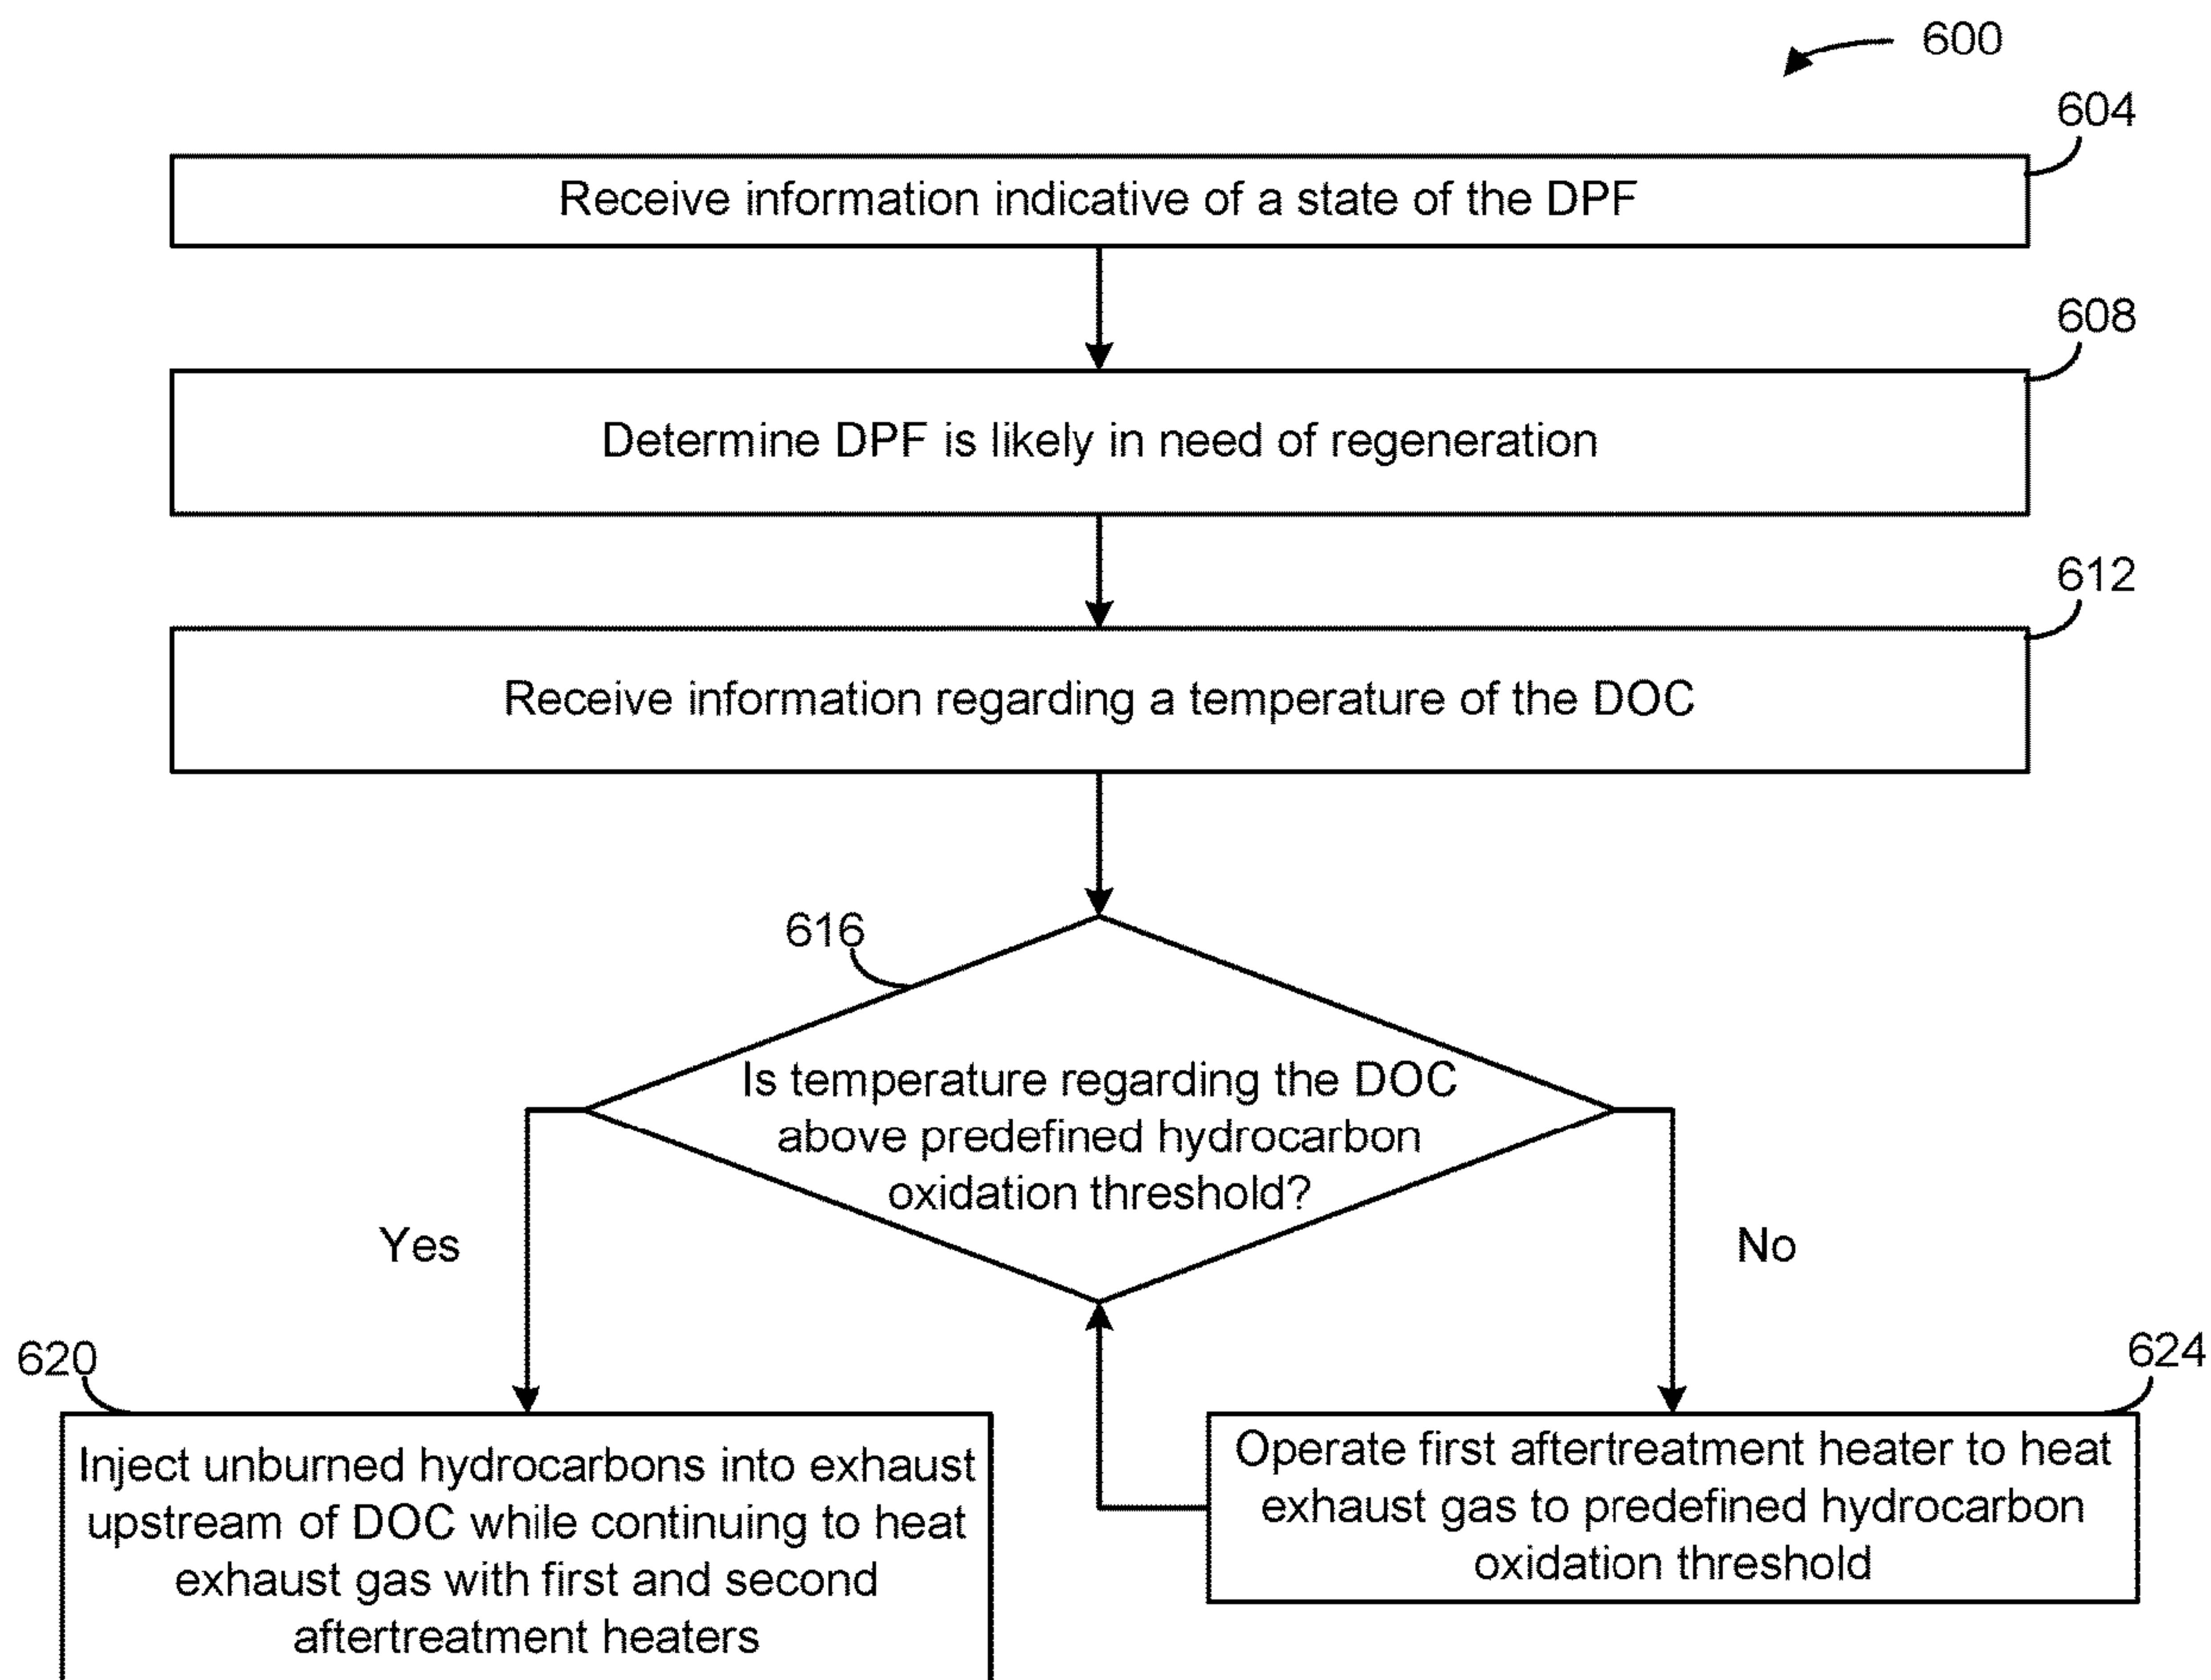 600
604
Receive information indicative of a state of the DPF
608
Determine DPF is likely in need of regeneration
612
Receive information regarding a temperature of the DOC
616
Is temperature regarding the DOC
above predefined hydrocarbon
oxidation threshold?
Yes
No
620
Inject unburned hydrocarbons into exhaust
upstream of DOC while continuing to heat
exhaust gas with first and second
aftertreatment heaters
624
Operate first aftertreatment heater to heat
exhaust gas to predefined hydrocarbon
oxidation threshold